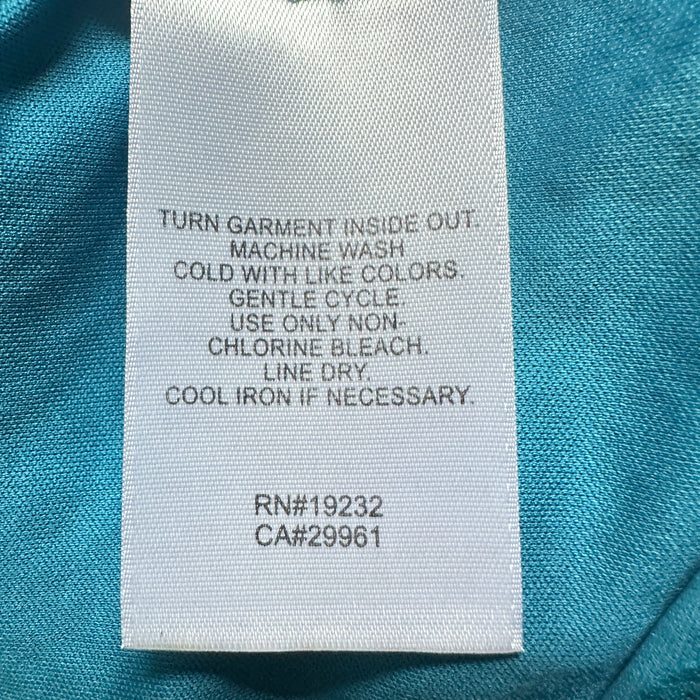 TURN GARMENT INSIDE OUT.
MACHINE WASH
COLD WITH LIKE COLORS.
GENTLE CYCLE.
USE ONLY NON-
CHLORINE BLEACH.
LINE DRY.
COOL IRON IF NECESSARY.
RN#19232
CA#29961